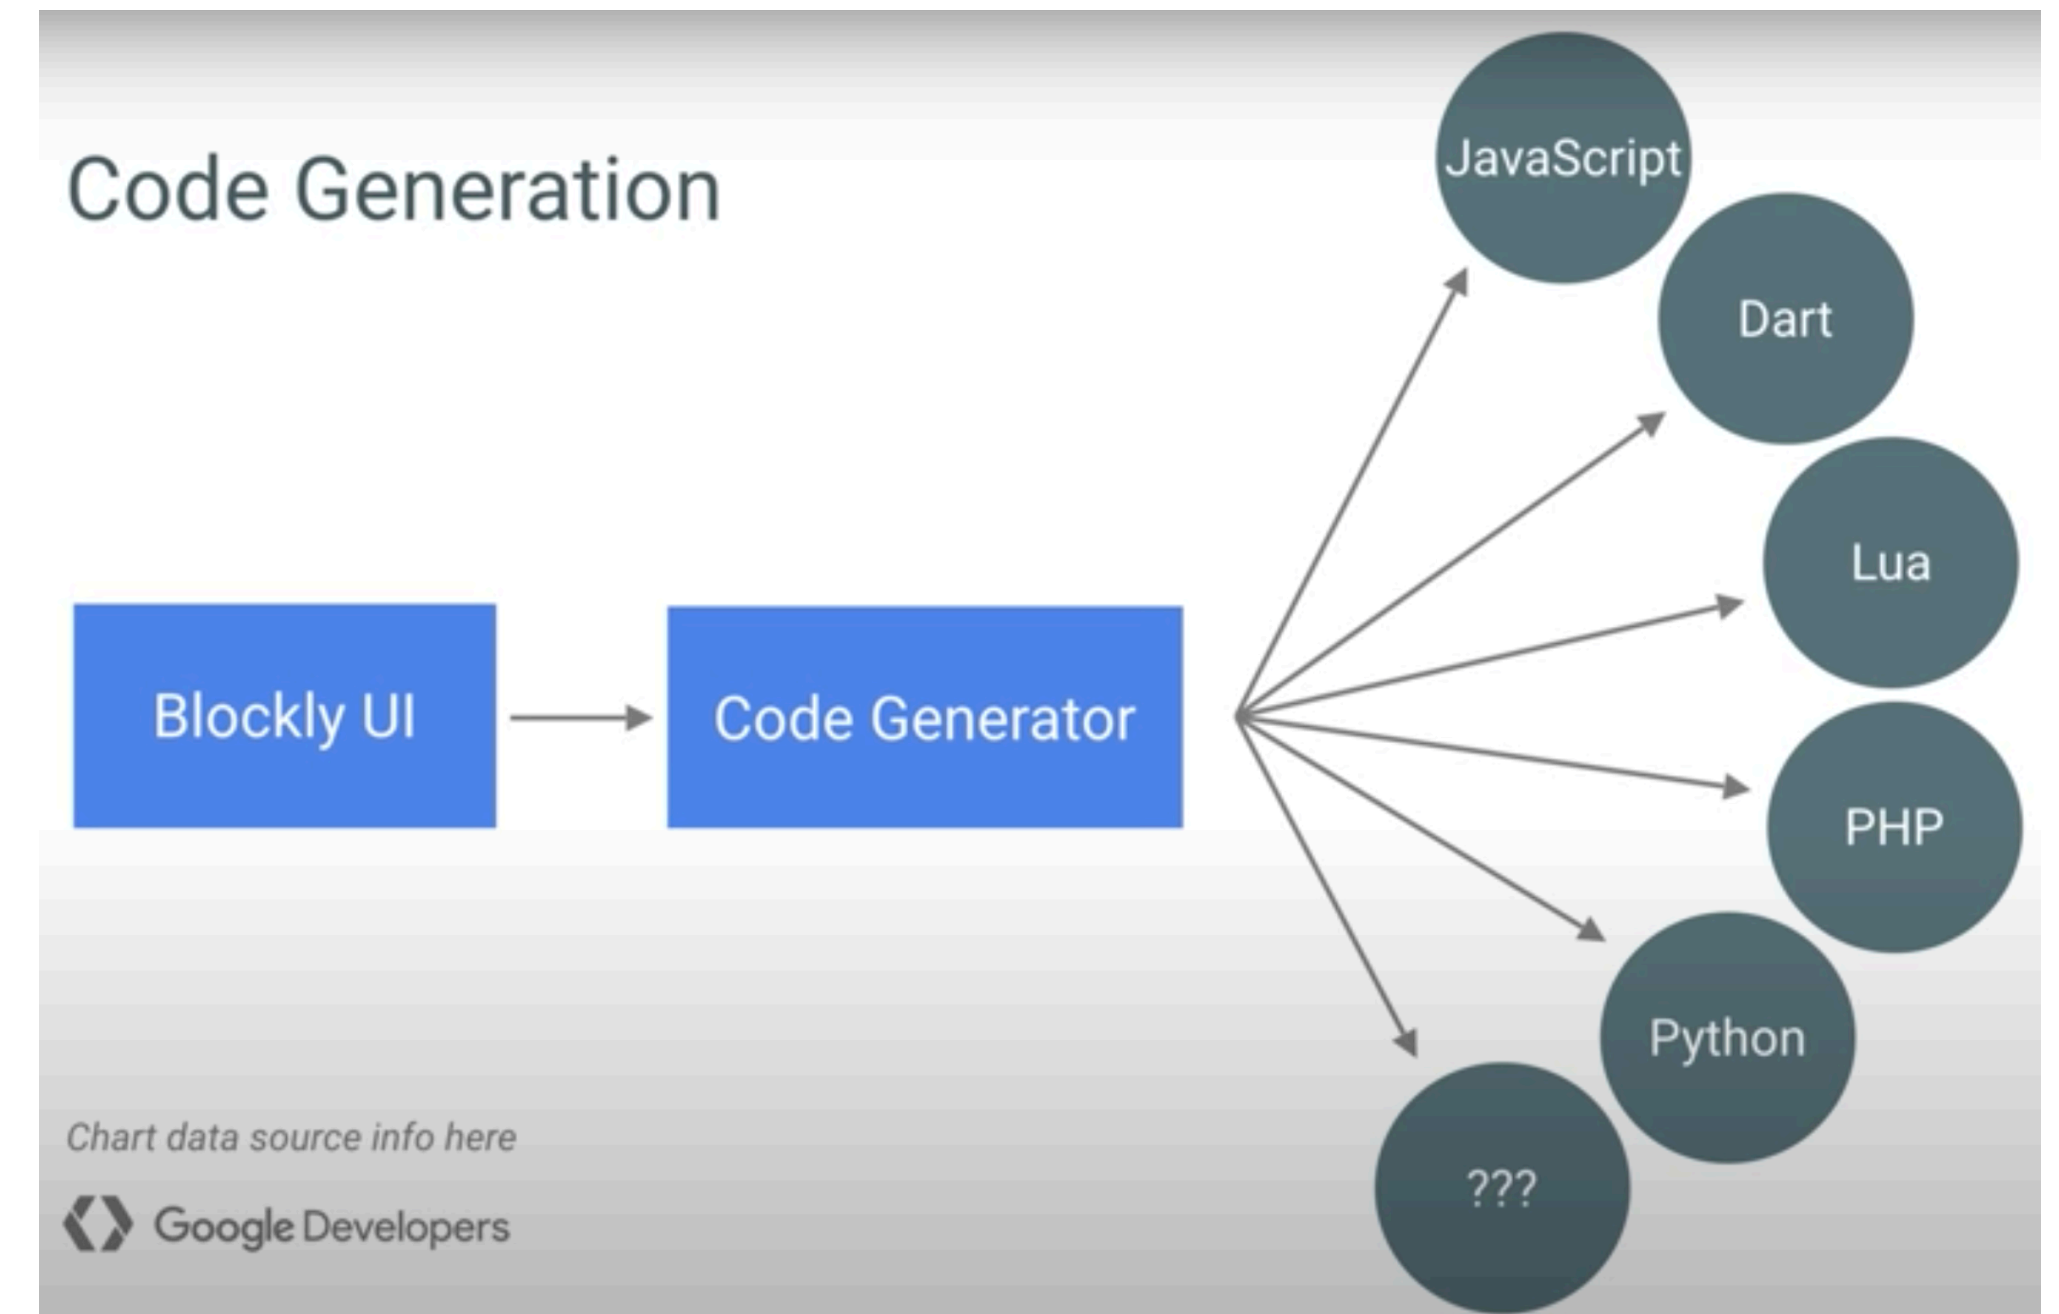 Code Generation
JavaScript
Dart
Lua
Blockly UI
Code Generator
PHP
Python
???
Chart data source info here
Google Developers